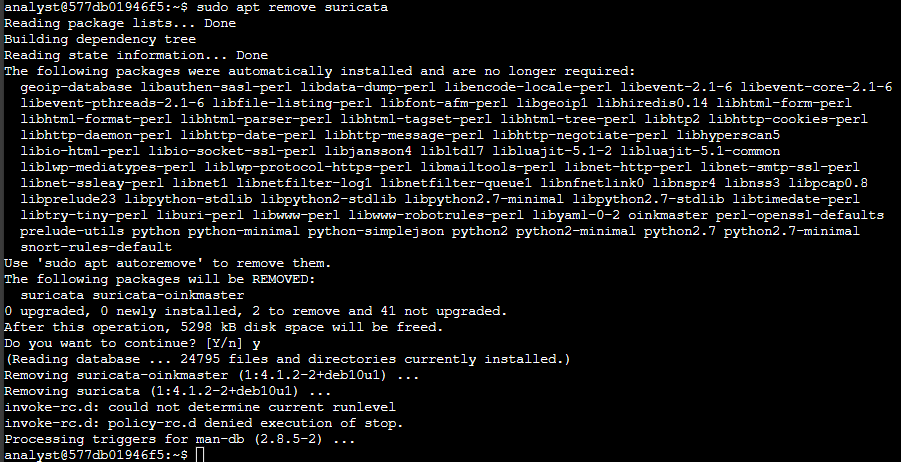 analyst@577db01946f5:~$ sudo apt remove suricata
Reading package lists... Done
Building dependency tree
Reading state information... Done
The following packages were automatically installed and are no longer required:
  geoip-database libauthen-sasl-perl libdata-dump-perl libencode-locale-perl libevent-2.1-6 libevent-core-2.1-6
  libevent-pthreads-2.1-6 libfile-listing-perl libfont-afm-perl libgeoip1 libhiredis0.14 libhtml-form-perl
  libhtml-format-perl libhtml-parser-perl libhtml-tagset-perl libhtml-tree-perl libhtp2 libhttp-cookies-perl
  libhttp-daemon-perl libhttp-date-perl libhttp-message-perl libhttp-negotiate-perl libhyperscan5
  libio-html-perl libio-socket-ssl-perl libjansson4 libltdl7 libluajit-5.1-2 libluajit-5.1-common
  liblwp-mediatypes-perl liblwp-protocol-https-perl libmailtools-perl libnet-http-perl libnet-smtp-ssl-perl
  libnet-ssleay-perl libnet1 libnetfilter-log1 libnetfilter-queue1 libnfnetlink0 libnspr4 libnss3 libpcap0.8
  libprelude23 libpython-stdlib libpython2-stdlib libpython2.7-minimal libpython2.7-stdlib libtimedate-perl
  libtry-tiny-perl liburi-perl libwww-perl libwww-robotrules-perl libyaml-0-2 oinkmaster perl-openssl-defaults
  prelude-utils python python-minimal python-simplejson python2 python2-minimal python2.7 python2.7-minimal
  snort-rules-default
Use 'sudo apt autoremove' to remove them.
The following packages will be REMOVED:
  suricata suricata-oinkmaster
0 upgraded, 0 newly installed, 2 to remove and 41 not upgraded.
After this operation, 5298 kB disk space will be freed.
Do you want to continue? [Y/n] y
(Reading database ... 24795 files and directories currently installed.)
Removing suricata-oinkmaster (1:4.1.2-2+deb10u1) ...
Removing suricata (1:4.1.2-2+deb10u1) ...
invoke-rc.d: could not determine current runlevel
invoke-rc.d: policy-rc.d denied execution of stop.
Processing triggers for man-db (2.8.5-2) ...
analyst@577db01946f5:~$